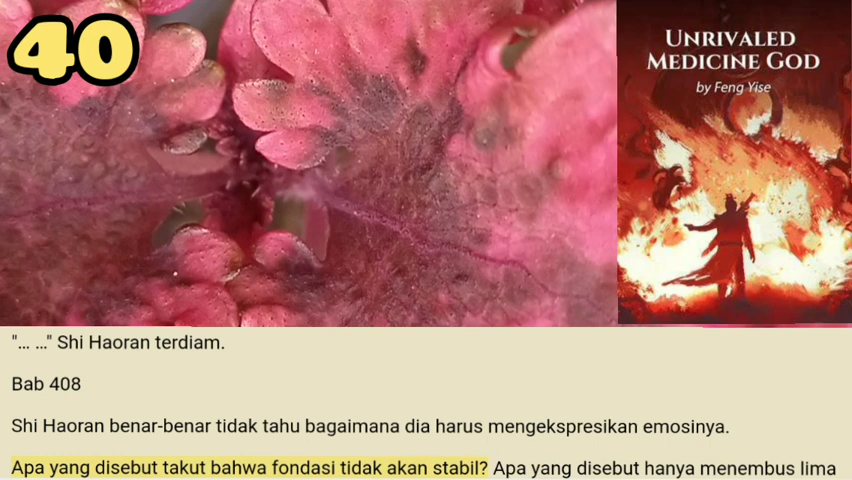 40
UNRIVALED
MEDICINE GOD
by Feng Yise
"... ..." Shi Haoran terdiam.
Bab 408
Shi Haoran benar-benar tidak tahu bagaimana dia harus mengekspresikan emosinya.
Apa yang disebut takut bahwa fondasi tidak akan stabil? Apa yang disebut hanya menembus lima